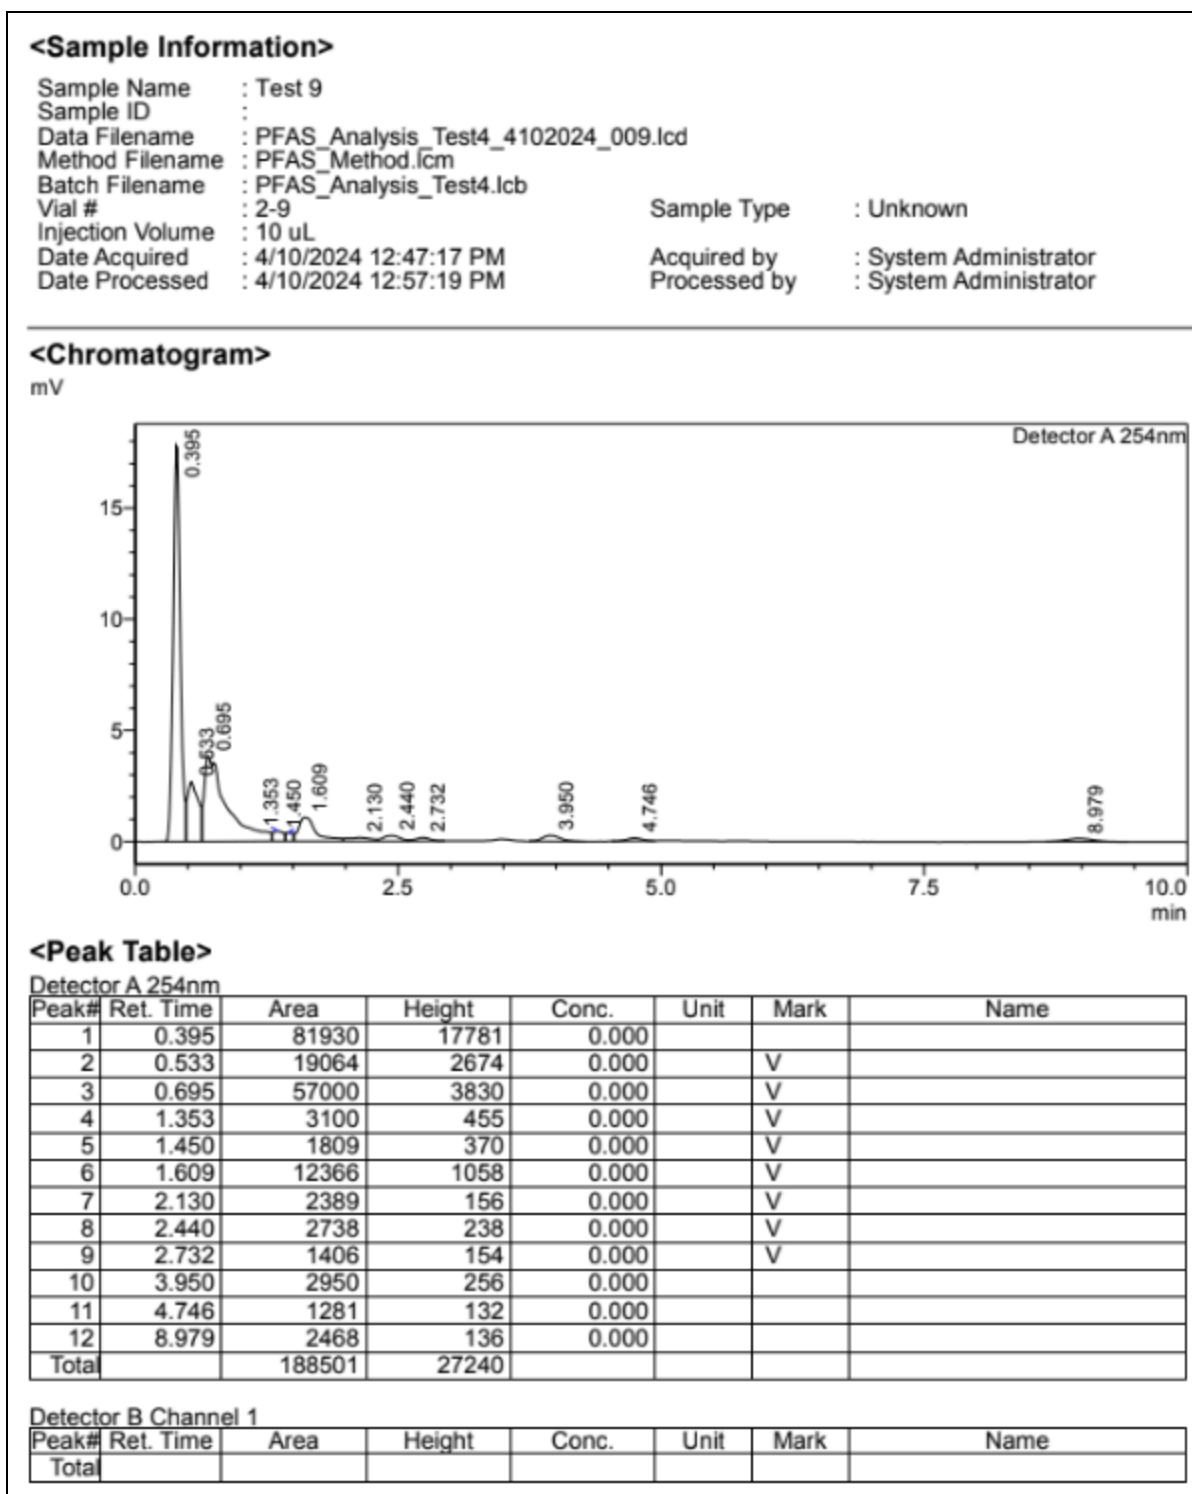 <Sample Information>
Sample Name : Test 9
Sample ID :
Data Filename : PFAS_Analysis_Test4_4102024_009.lcd
Method Filename : PFAS_Method.lcm
Batch Filename : PFAS_Analysis_Test4.lcb
Vial # : 2-9 Sample Type : Unknown
Injection Volume : 10 uL
Date Acquired : 4/10/2024 12:47:17 PM Acquired by : System Administrator
Date Processed : 4/10/2024 12:57:19 PM Processed by : System Administrator
<Chromatogram>
mV
Detector A 254nm
15
10
5
0
0.395
0.533
0.695
1.353
1.450
1.609
2.130
2.440
2.732
3.950
4.746
8.979
0.0 2.5 5.0 7.5 10.0
min
<Peak Table>
Detector A 254nm
Peak# Ret. Time Area Height Conc. Unit Mark Name
1 0.395 81930 17781 0.000
2 0.533 19064 2674 0.000 V
3 0.695 57000 3830 0.000 V
4 1.353 3100 455 0.000 V
5 1.450 1809 370 0.000 V
6 1.609 12366 1058 0.000 V
7 2.130 2389 156 0.000 V
8 2.440 2738 238 0.000 V
9 2.732 1406 154 0.000 V
10 3.950 2950 256 0.000
11 4.746 1281 132 0.000
12 8.979 2468 136 0.000
Total 188501 27240
Detector B Channel 1
Peak# Ret. Time Area Height Conc. Unit Mark Name
Total